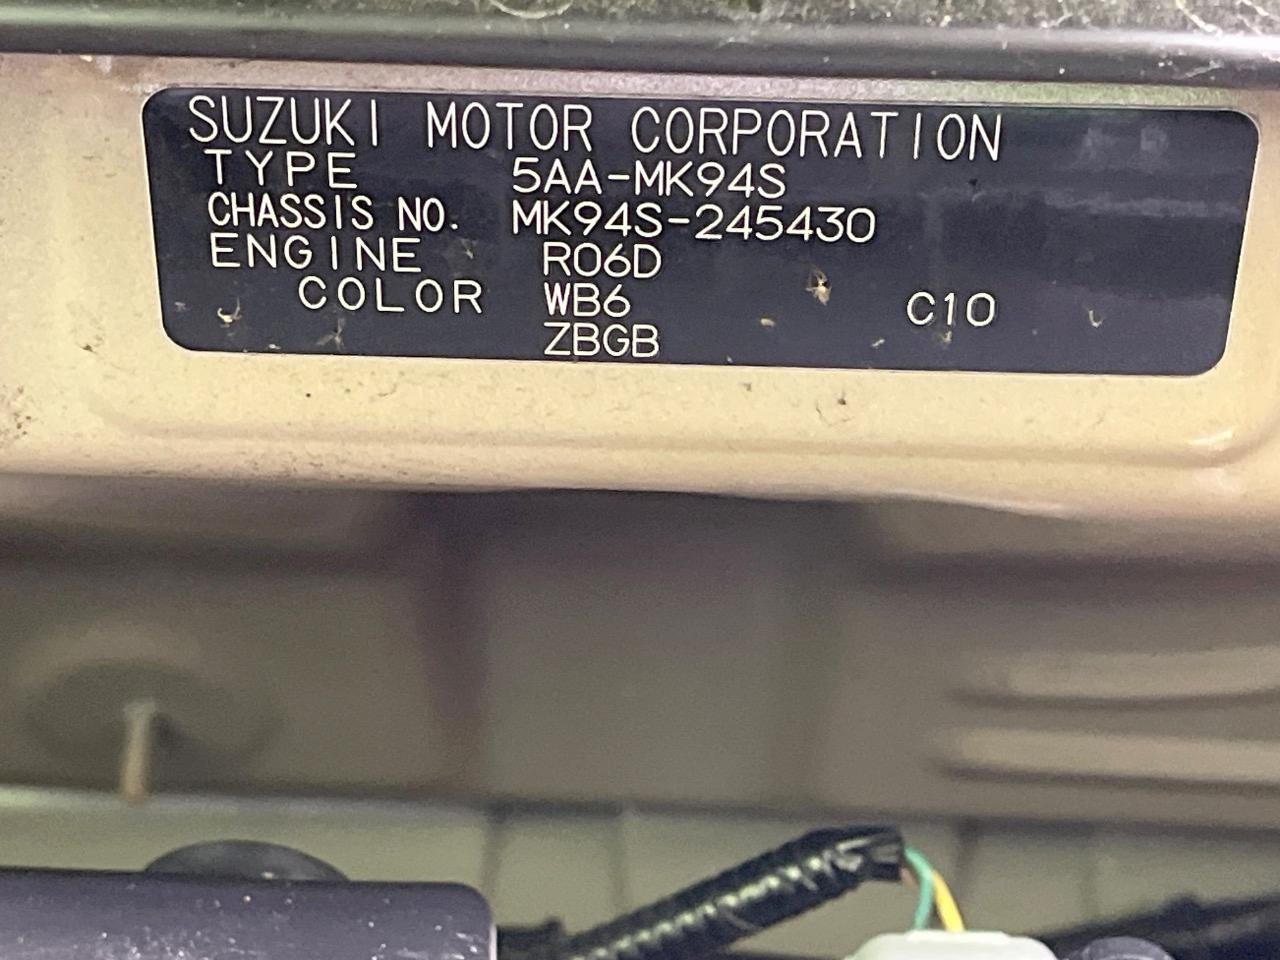 SUZUKI MOTOR CORPORATION
TYPE 5AA-MK94S
CHASSIS NO. MK94S-245430
ENGINE R06D
COLOR WB6 C10
ZBGB